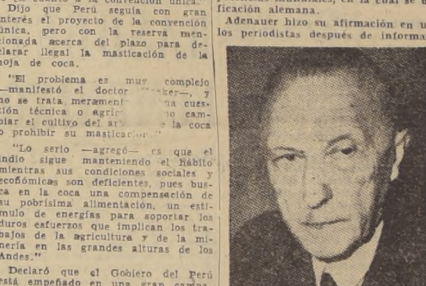 Dijo que Perú seguía con gran
interés el proyecto de la convención
única, pero con la reserva men-
cionada acerca del plazo para de-
clarar ilegal la masticación de la
hoja de coca.
"El problema es muy complejo
—manifestó el doctor —, y
no se trata meramente una cues-
tión técnica o cam-
biar el cultivo del la coca
o prohibir su
"Lo serio —agregó— es que el
indio sigue manteniendo el hábito
mientras sus condiciones sociales y
económicas son deficientes, pues bus-
ca en la coca una compensación de
su pobrísima alimentación, un estí-
mulo de energías para soportar los
duros esfuerzos que implican los tra-
bajos de la agricultura y de la mi-
nería en las grandes alturas de los
Andes."
Declaró que el Gobierno del Perú
está empeñado en una gran
ficación alemana.
Adenauer hizo su afirmación en
los periodistas después de